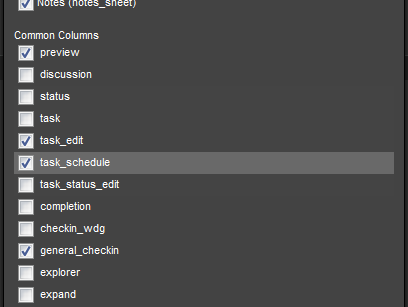 Notes (notes_sheet)
Common Columns
preview
discussion
status
task
task_edit
task_schedule
task_status_edit
completion
checkin_wdg
general_checkin
explorer
expand